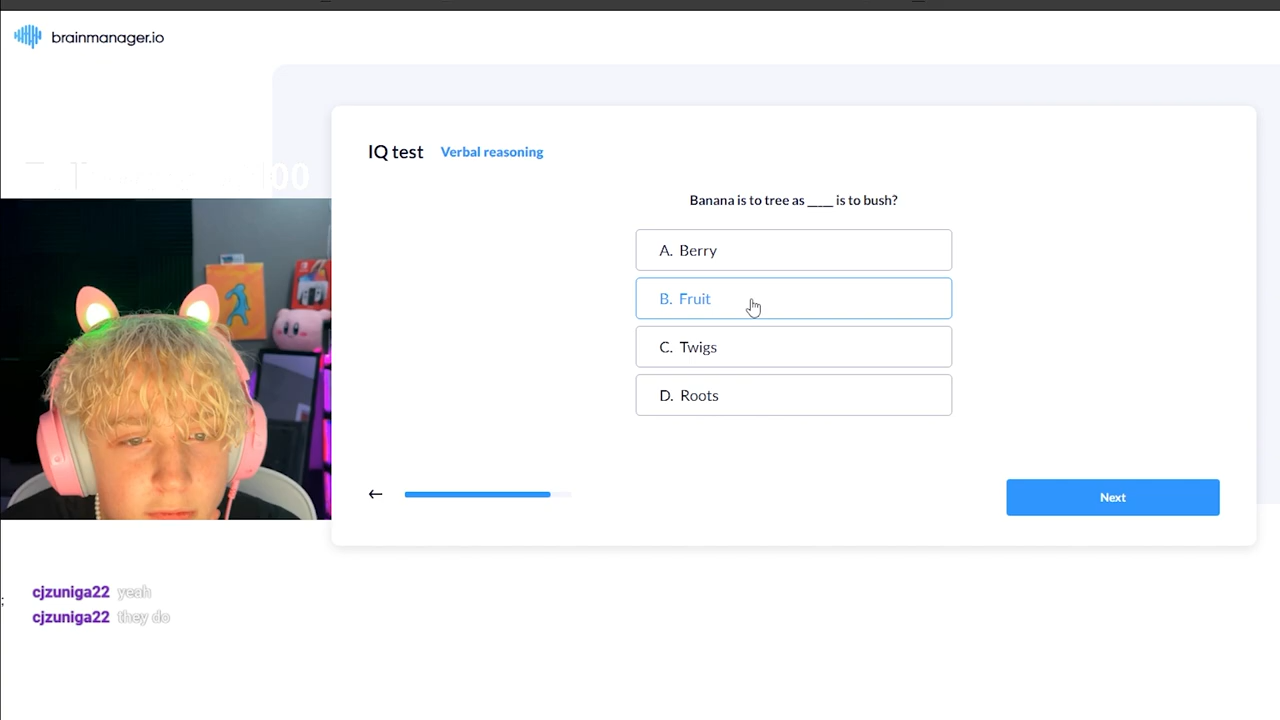 brainmanager.io
IQ test Verbal reasoning
Banana is to tree as ____ is to bush?
A. Berry
B. Fruit
C. Twigs
D. Roots
Next
cjzuniga22 yeah
cjzuniga22 they do